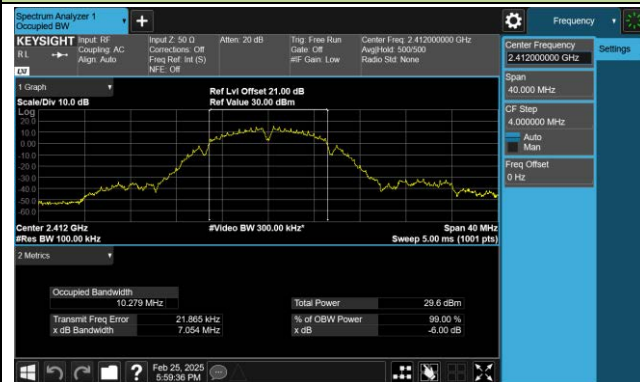 Spectrum Analyzer 1
Occupied BW
Frequency
KEYSIGHT
RL
LXI
Input: RF
Coupling: AC
Align: Auto
Input Z: 50 Ω
Corrections: Off
Freq Ref: Int (S)
NFE: Off
Atten: 20 dB
Trig: Free Run
Gate: Off
#IF Gain: Low
Center Freq: 2.412000000 GHz
Avg|Hold: 500/500
Radio Std: None
Center Frequency
2.412000000 GHz
Settings
Span
40.000 MHz
CF Step
4.000000 MHz
Auto
Man
Freq Offset
0 Hz
1 Graph
Scale/Div 10.0 dB
Ref Lvl Offset 21.00 dB
Ref Value 30.00 dBm
Log
20.0
10.0
0.00
-10.0
-20.0
-30.0
-40.0
-50.0
-60.0
Center 2.412 GHz
#Res BW 100.00 kHz
#Video BW 300.00 kHz*
Span 40 MHz
Sweep 5.00 ms (1001 pts)
2 Metrics
Occupied Bandwidth
10.279 MHz
Total Power 29.6 dBm
Transmit Freq Error 21.865 kHz
% of OBW Power 99.00 %
x dB Bandwidth 7.054 MHz
x dB -6.00 dB
Feb 25, 2025
5:59:36 PM